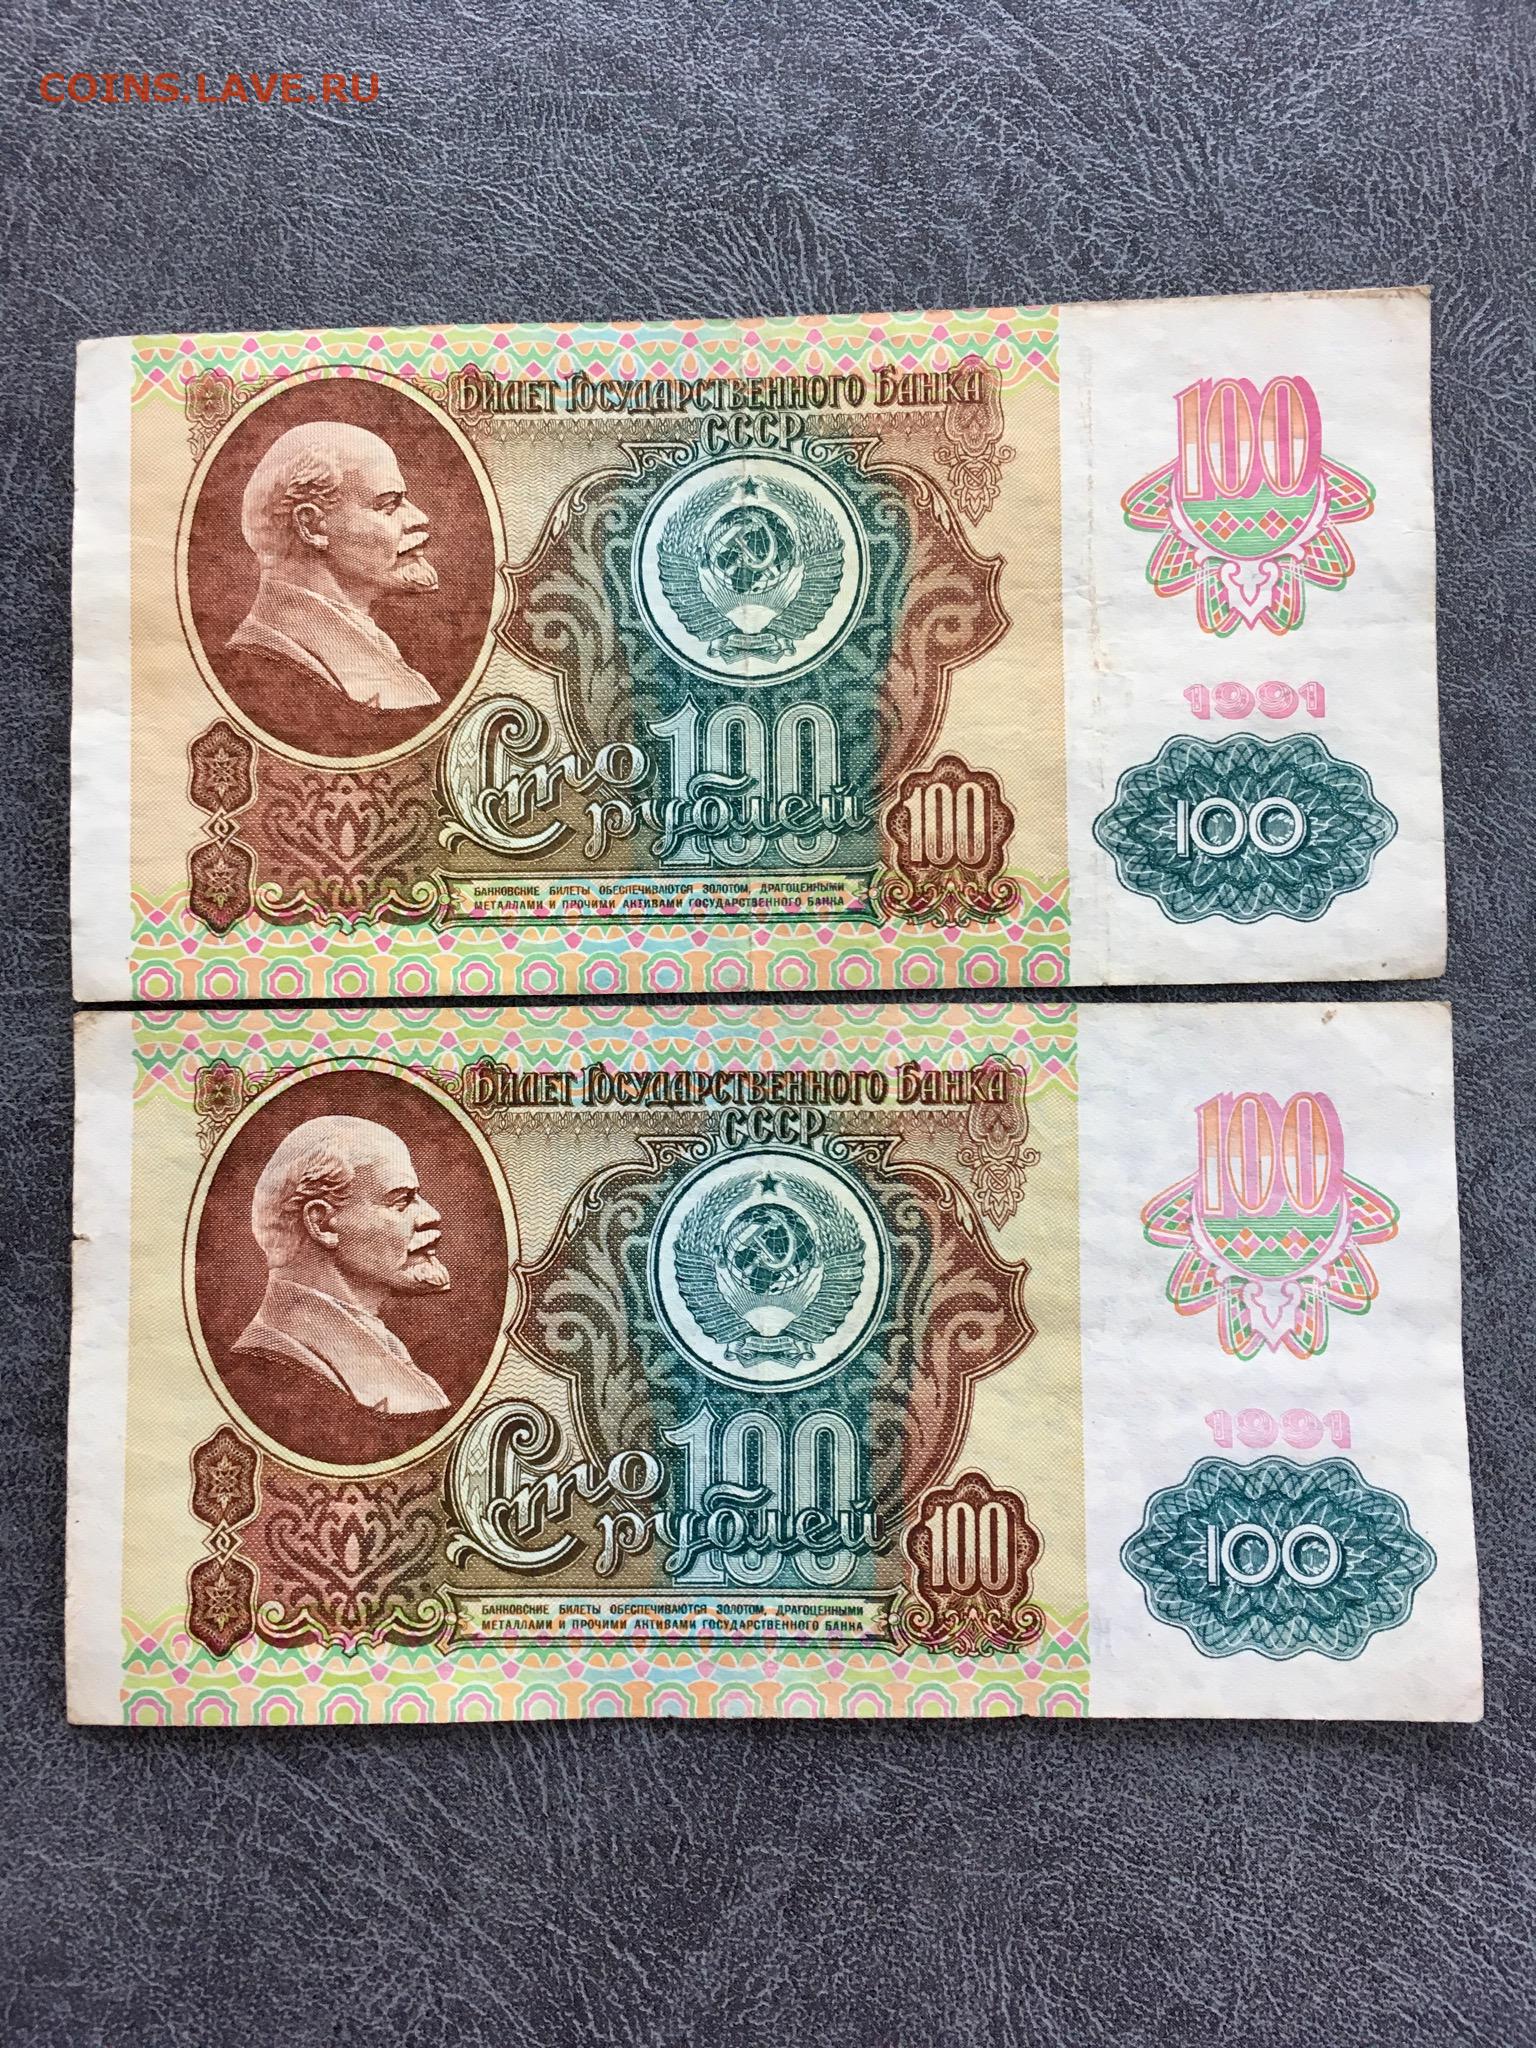 COINS.LAVE.RU
Билет Государственного Банка
СССР
100
1991
100
Сто
рублей
100
100
БАНКОВСКИЕ БИЛЕТЫ ОБЕСПЕЧИВАЮТСЯ ЗОЛОТОМ, ДРАГОЦЕННЫМИ
МЕТАЛЛАМИ И ПРОЧИМИ АКТИВАМИ ГОСУДАРСТВЕННОГО БАНКА
100
Билет Государственного Банка
СССР
100
1991
100
Сто
рублей
100
100
БАНКОВСКИЕ БИЛЕТЫ ОБЕСПЕЧИВАЮТСЯ ЗОЛОТОМ, ДРАГОЦЕННЫМИ
МЕТАЛЛАМИ И ПРОЧИМИ АКТИВАМИ ГОСУДАРСТВЕННОГО БАНКА
100